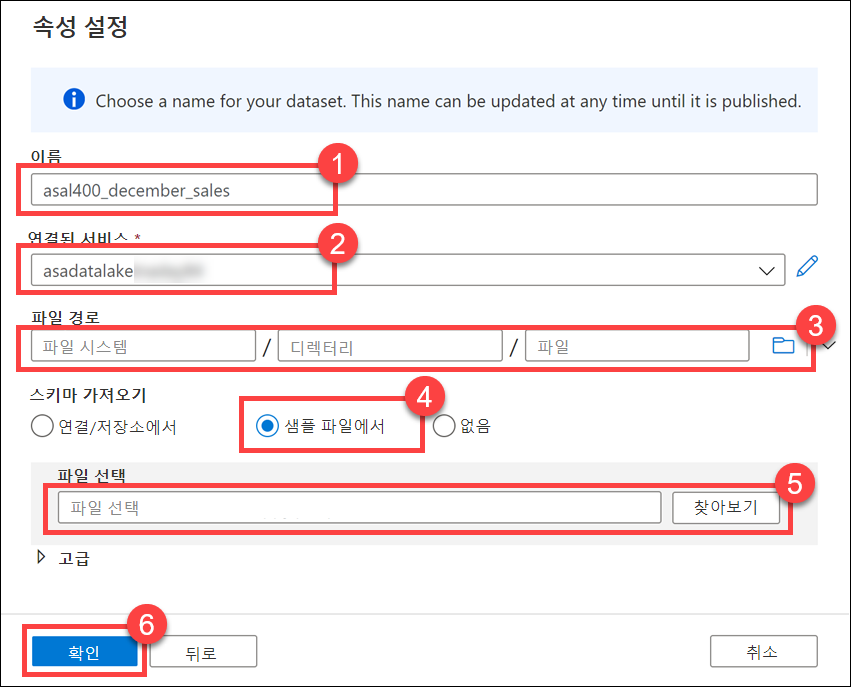 속성 설정
Choose a name for your dataset. This name can be updated at any time until it is published.
이름
1
asal400_december_sales
연결된 서비스 *
2
asadatalake
파일 경로
3
파일 시스템 / 디렉터리 / 파일
스키마 가져오기
4
연결/저장소에서 샘플 파일에서 없음
파일 선택
5
파일 선택 찾아보기
고급
6
확인 뒤로 취소